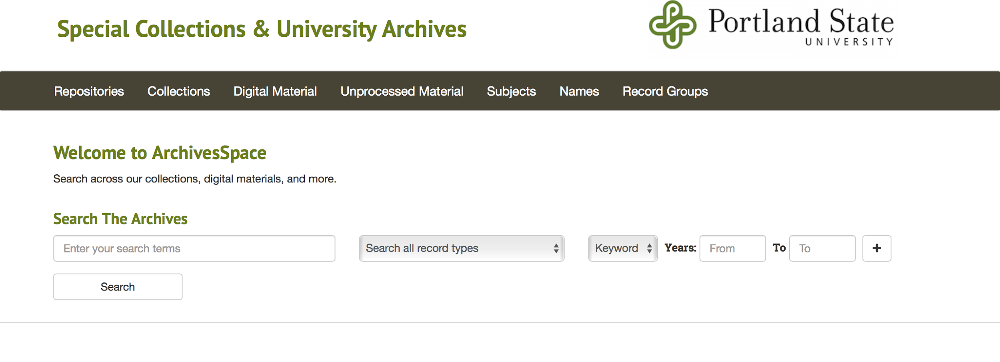 Special Collections & University Archives
Portland State
UNIVERSITY
Repositories Collections Digital Material Unprocessed Material Subjects Names Record Groups
Welcome to ArchivesSpace
Search across our collections, digital materials, and more.
Search The Archives
Enter your search terms Search all record types Keyword Years: From To To +
Search